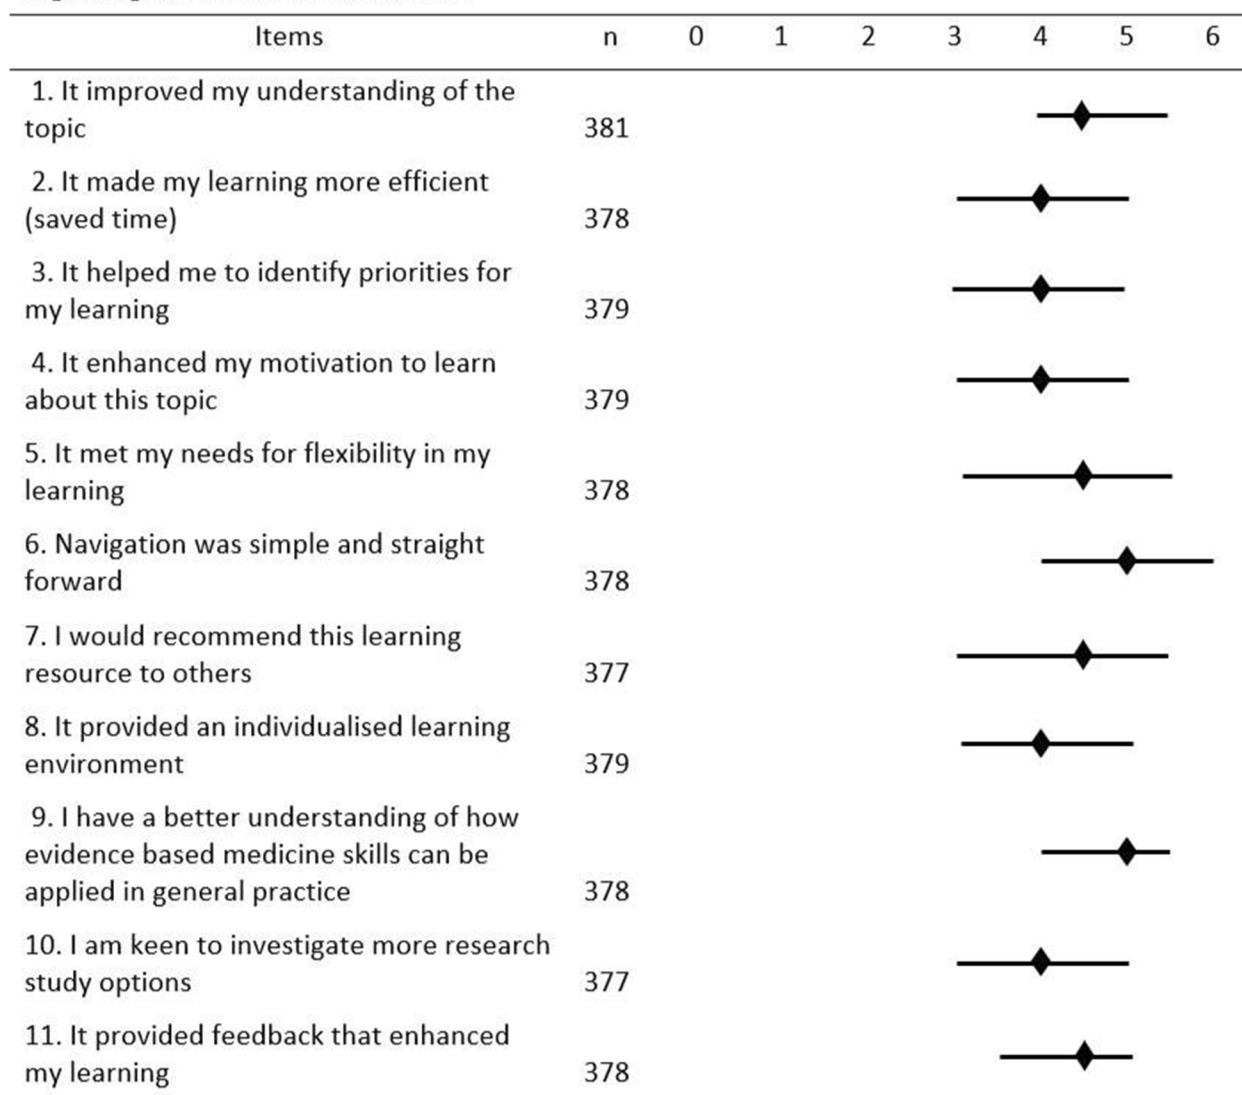 Items n 0 1 2 3 4 5 6
1. It improved my understanding of the
topic 381
2. It made my learning more efficient
(saved time) 378
3. It helped me to identify priorities for
my learning 379
4. It enhanced my motivation to learn
about this topic 379
5. It met my needs for flexibility in my
learning 378
6. Navigation was simple and straight
forward 378
7. I would recommend this learning
resource to others 377
8. It provided an individualised learning
environment 379
9. I have a better understanding of how
evidence based medicine skills can be
applied in general practice 378
10. I am keen to investigate more research
study options 377
11. It provided feedback that enhanced
my learning 378